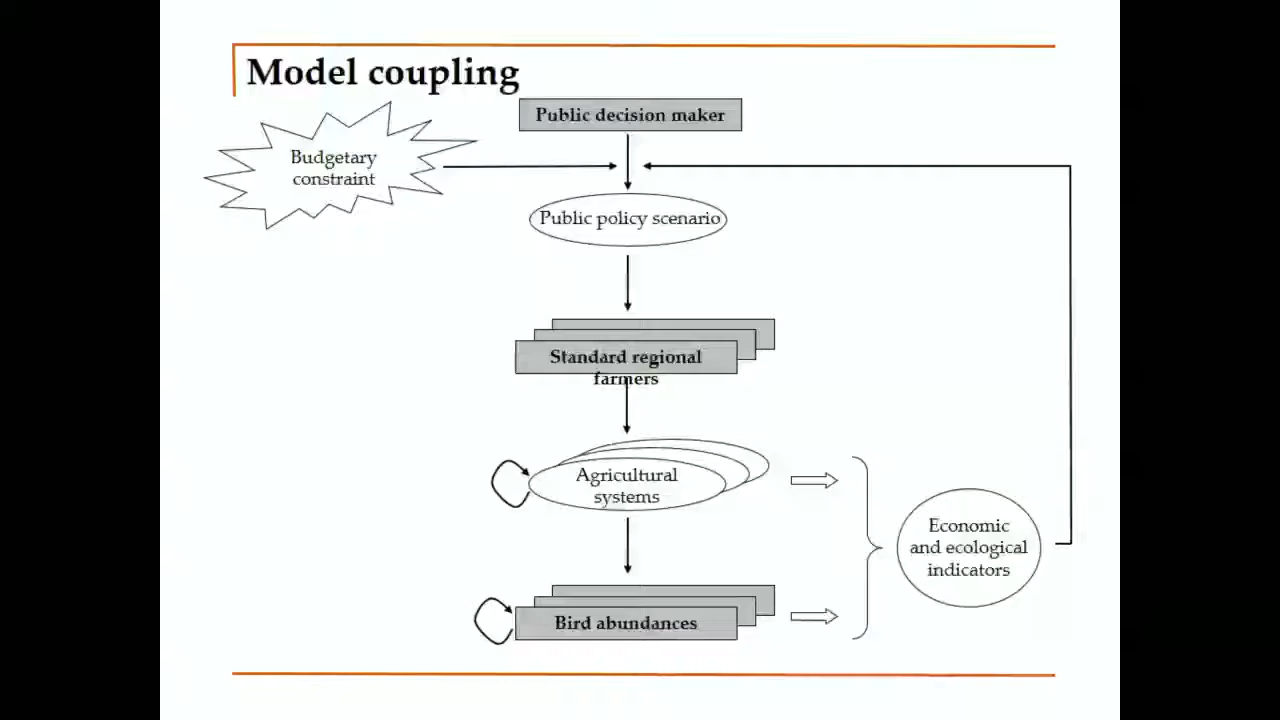 Model coupling
Public decision maker
Budgetary
constraint
Public policy scenario
Standard regional
farmers
Agricultural
systems
Economic
and ecological
indicators
Bird abundances